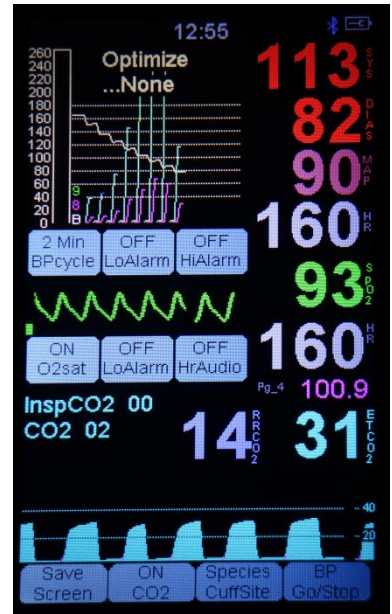 12:55
Optimize
...None
260
240
220
200
180
160
140
120
100
80
60
40
20
0
9
8
B
113 SYS
82 DIAS
90 MAP
160 HR
2 Min BPcycle
OFF LoAlarm
OFF HiAlarm
93 SPO2
ON O2sat
OFF LoAlarm
OFF HrAudio
160 HR
Pg_4 100.9
InspCO2 00
CO2 02
14 RRCO2
31 ETCO2
40
20
Save Screen
ON CO2
Species CuffSite
BP Go/Stop